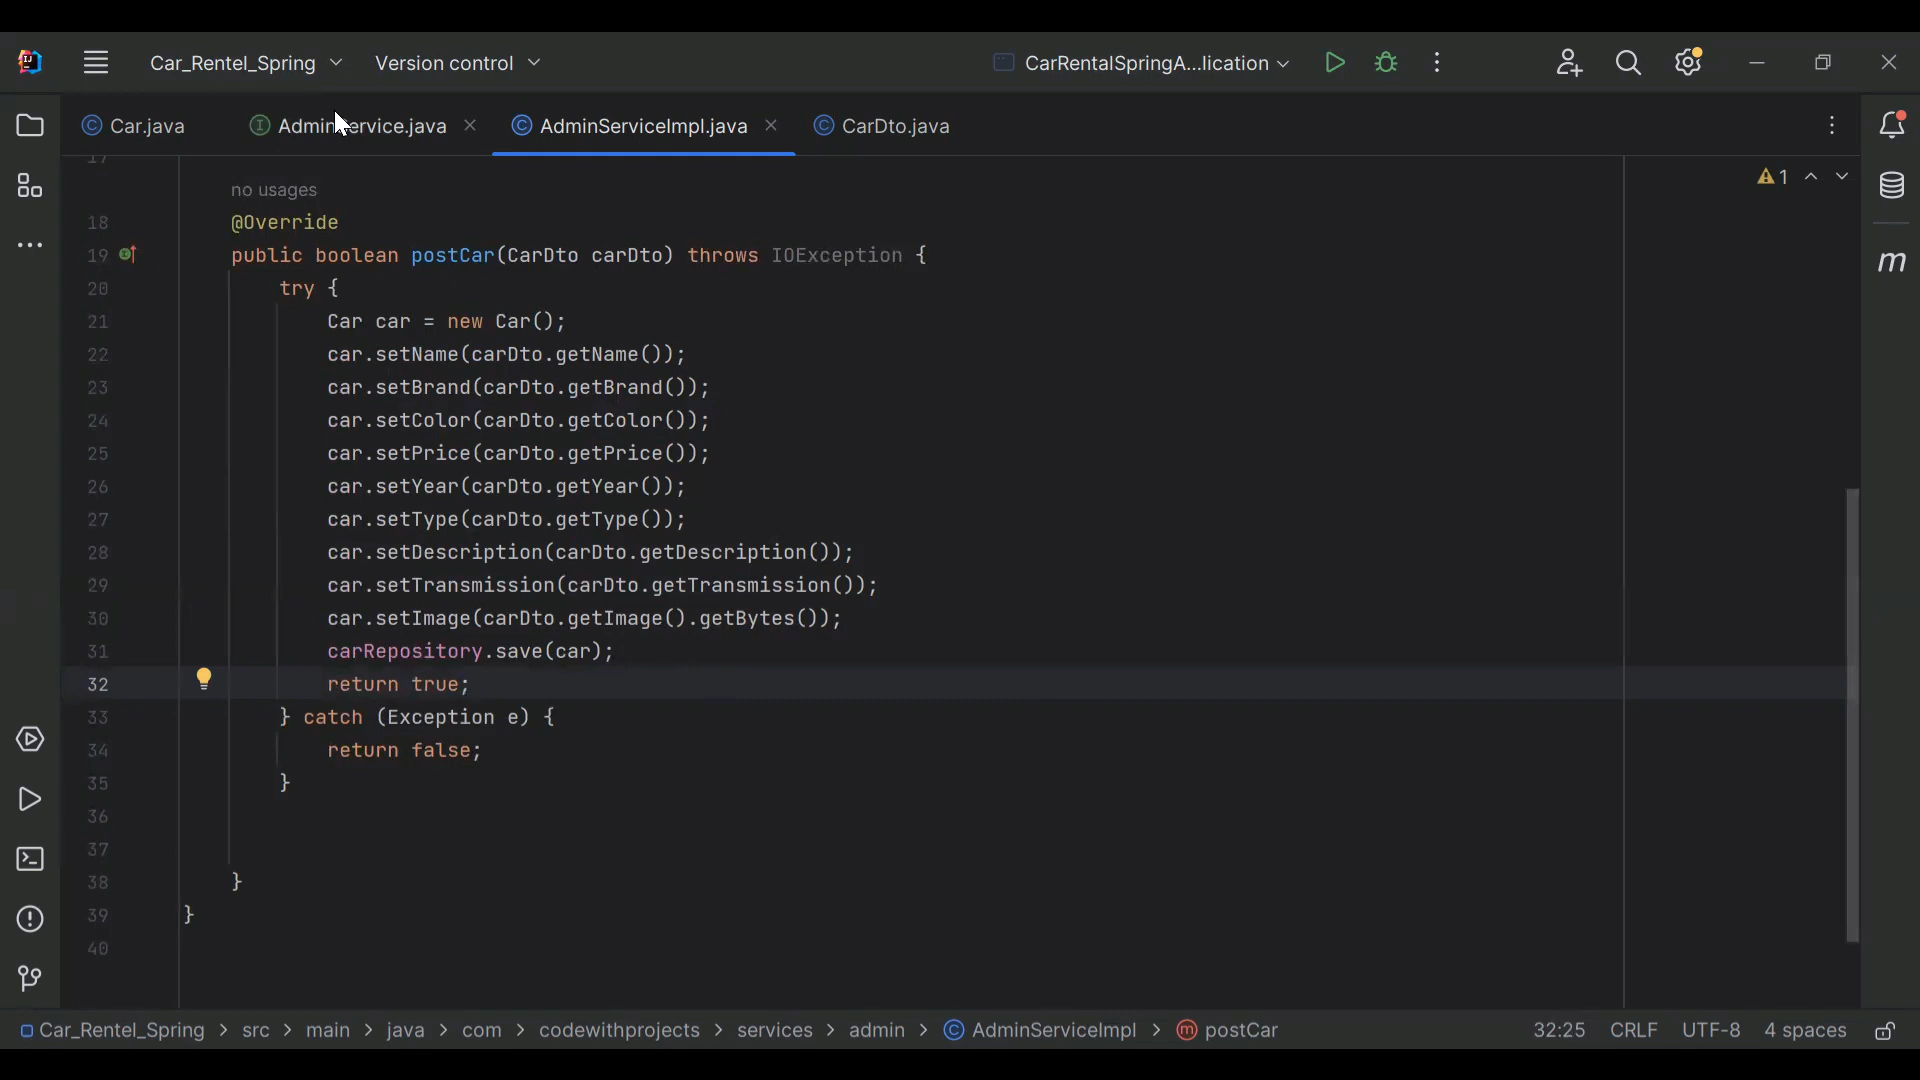 Car_Rentel_Spring Version control CarRentalSpringA...lication
Car.java AdminService.java AdminServiceImpl.java CarDto.java
17
no usages 1
18 @Override
19 public boolean postCar(CarDto carDto) throws IOException {
20 try {
21 Car car = new Car();
22 car.setName(carDto.getName());
23 car.setBrand(carDto.getBrand());
24 car.setColor(carDto.getColor());
25 car.setPrice(carDto.getPrice());
26 car.setYear(carDto.getYear());
27 car.setType(carDto.getType());
28 car.setDescription(carDto.getDescription());
29 car.setTransmission(carDto.getTransmission());
30 car.setImage(carDto.getImage().getBytes());
31 carRepository.save(car);
32 return true;
33 } catch (Exception e) {
34 return false;
35 }
36
37
38 }
39 }
40
Car_Rentel_Spring > src > main > java > com > codewithprojects > services > admin > AdminServiceImpl > postCar 32:25 CRLF UTF-8 4 spaces